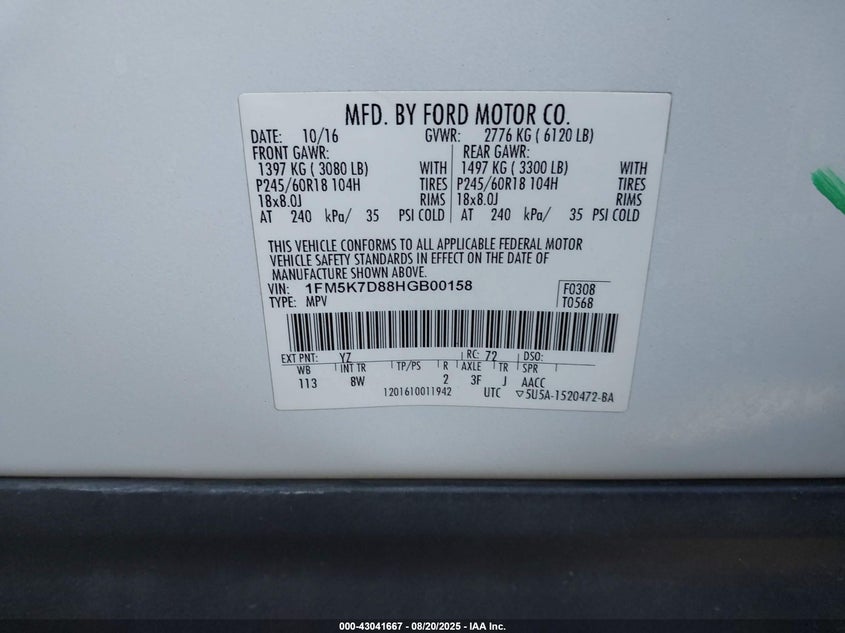 MFD. BY FORD MOTOR CO.
DATE: 10/16 GVWR: 2776 KG ( 6120 LB)
FRONT GAWR: REAR GAWR:
1397 KG ( 3080 LB) WITH 1497 KG ( 3300 LB) WITH
P245/60R18 104H TIRES P245/60R18 104H TIRES
18x8.0J RIMS 18x8.0J RIMS
AT 240 kPa/ 35 PSI COLD AT 240 kPa/ 35 PSI COLD
THIS VEHICLE CONFORMS TO ALL APPLICABLE FEDERAL MOTOR
VEHICLE SAFETY STANDARDS IN EFFECT ON THE DATE OF
MANUFACTURE SHOWN ABOVE.
VIN: 1FM5K7D88HGB00158 F0308
TYPE: MPV T0568
EXT PNT: YZ RC: 72 DSO:
WB INT TR TP/PS R AXLE TR SPR
113 8W 2 3F J AACC
1201610011942 UTC ▽5U5A-1520472-BA
000-43041667 - 08/20/2025 - IAA Inc.